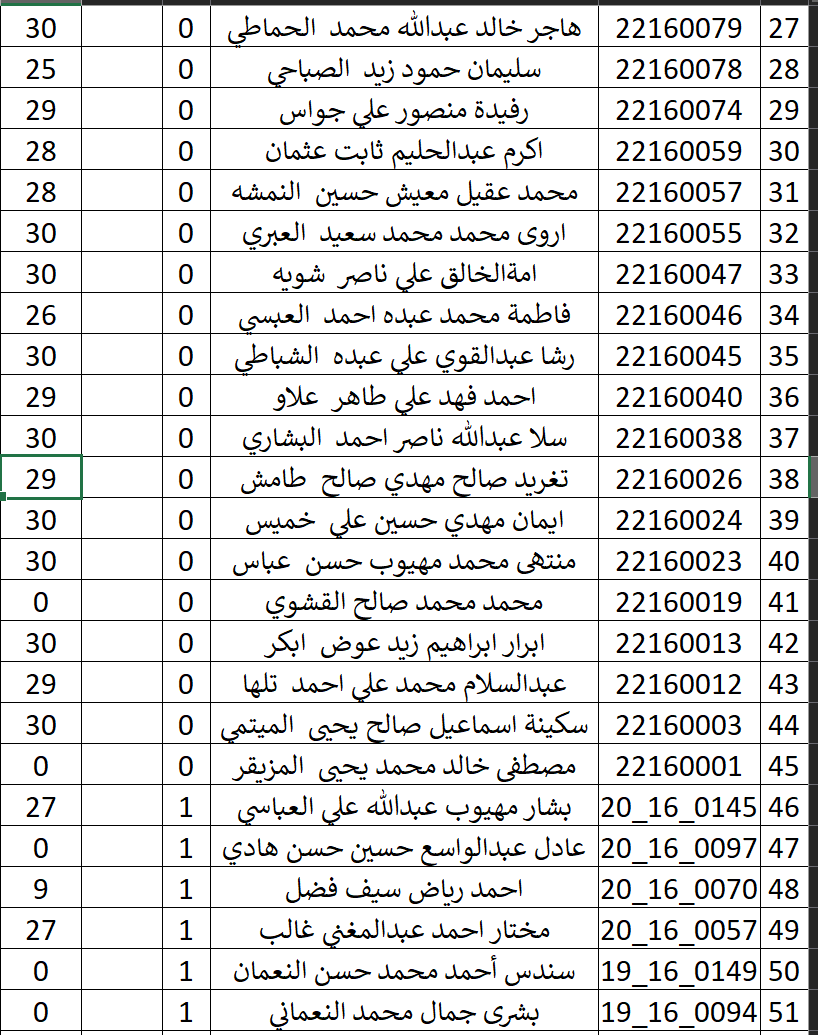 27 22160079 هاجر خالد عبدالله محمد الحماطي 0 30
28 22160078 سليمان حمود زيد الصباحي 0 25
29 22160074 رفيدة منصور علي جواس 0 29
30 22160059 اكرم عبدالحليم ثابت عثمان 0 28
31 22160057 محمد عقيل معيش حسين النمشه 0 28
32 22160055 اروى محمد محمد سعيد العبري 0 30
33 22160047 امةالخالق علي ناصر شويه 0 30
34 22160046 فاطمة محمد عبده احمد العبسي 0 26
35 22160045 رشا عبدالقوي علي عبده الشباطي 0 30
36 22160040 احمد فهد علي طاهر علاو 0 29
37 22160038 سلا عبدالله ناصر احمد البشاري 0 30
38 22160026 تغريد صالح مهدي صالح طامش 0 29
39 22160024 ايمان مهدي حسين علي خميس 0 30
40 22160023 منتهى محمد مهيوب حسن عباس 0 30
41 22160019 محمد محمد صالح القشوي 0 0
42 22160013 ابرار ابراهيم زيد عوض ابكر 0 30
43 22160012 عبدالسلام محمد علي احمد تلها 0 29
44 22160003 سكينة اسماعيل صالح يحيى الميتمي 0 30
45 22160001 مصطفى خالد محمد يحيى المزيقر 0 0
46 20_16_0145 بشار مهيوب عبدالله علي العباسي 1 27
47 20_16_0097 عادل عبدالواسع حسين حسن هادي 1 0
48 20_16_0070 احمد رياض سيف فضل 1 9
49 20_16_0057 مختار احمد عبدالمغني غالب 1 27
50 19_16_0149 سندس أحمد محمد حسن النعمان 1 0
51 19_16_0094 بشرى جمال محمد النعماني 1 0